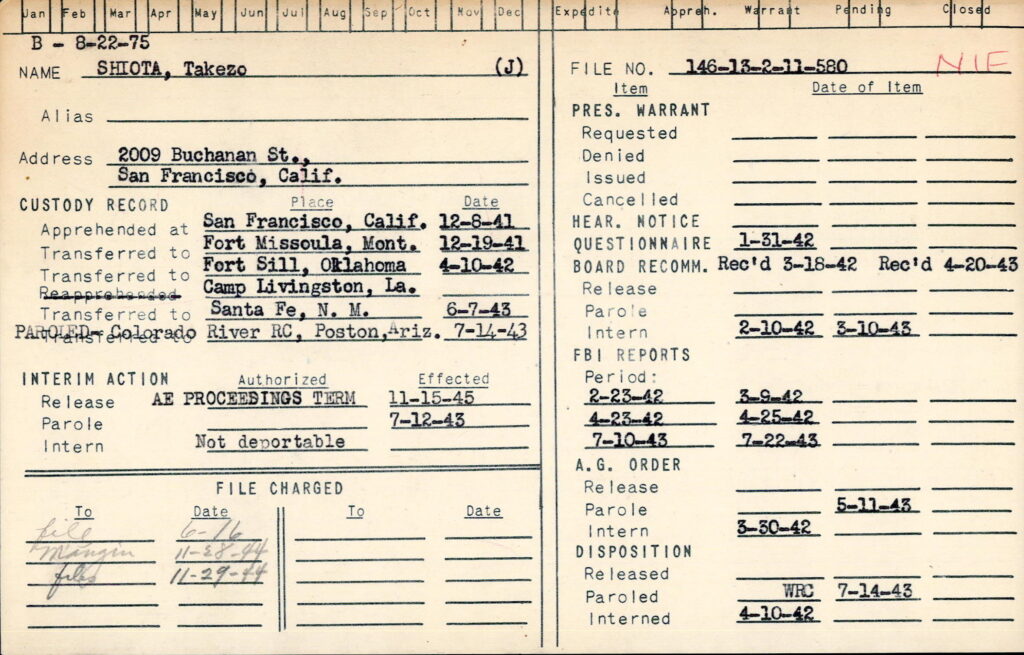 Jan Feb Mar Apr May Jun Jul Aug Sep Oct Nov Dec
B - 8-22-75
NAME SHIOTA, Takezo (J)
Alias
Address 2009 Buchanan St.,
San Francisco, Calif.
CUSTODY RECORD Place Date
Apprehended at San Francisco, Calif. 12-8-41
Transferred to Fort Missoula, Mont. 12-19-41
Transferred to Fort Sill, Oklahoma 4-10-42
Reapprehended Camp Livingston, La.
Transferred to Santa Fe, N. M. 6-7-43
PAROLED- Colorado River RC, Poston, Ariz. 7-14-43
Transferred to
INTERIM ACTION Authorized Effected
Release AE PROCEEDINGS TERM 11-15-45
Parole 7-12-43
Intern Not deportable
FILE CHARGED
To Date To Date
file 6-16
Mangin 11-28-44
files 11-29-44
Expedite Appreh. Warrant Pending Closed
FILE NO. 146-13-2-11-580 NIF
Item Date of Item
PRES. WARRANT
Requested
Denied
Issued
Cancelled
HEAR. NOTICE
QUESTIONNAIRE 1-31-42
BOARD RECOMM. Rec'd 3-18-42 Rec'd 4-20-43
Release
Parole
Intern 2-10-42 3-10-43
FBI REPORTS
Period:
2-23-42 3-9-42
4-23-42 4-25-42
7-10-43 7-22-43
A.G. ORDER
Release
Parole 5-11-43
Intern 3-30-42
DISPOSITION
Released
Paroled WRC 7-14-43
Interned 4-10-42